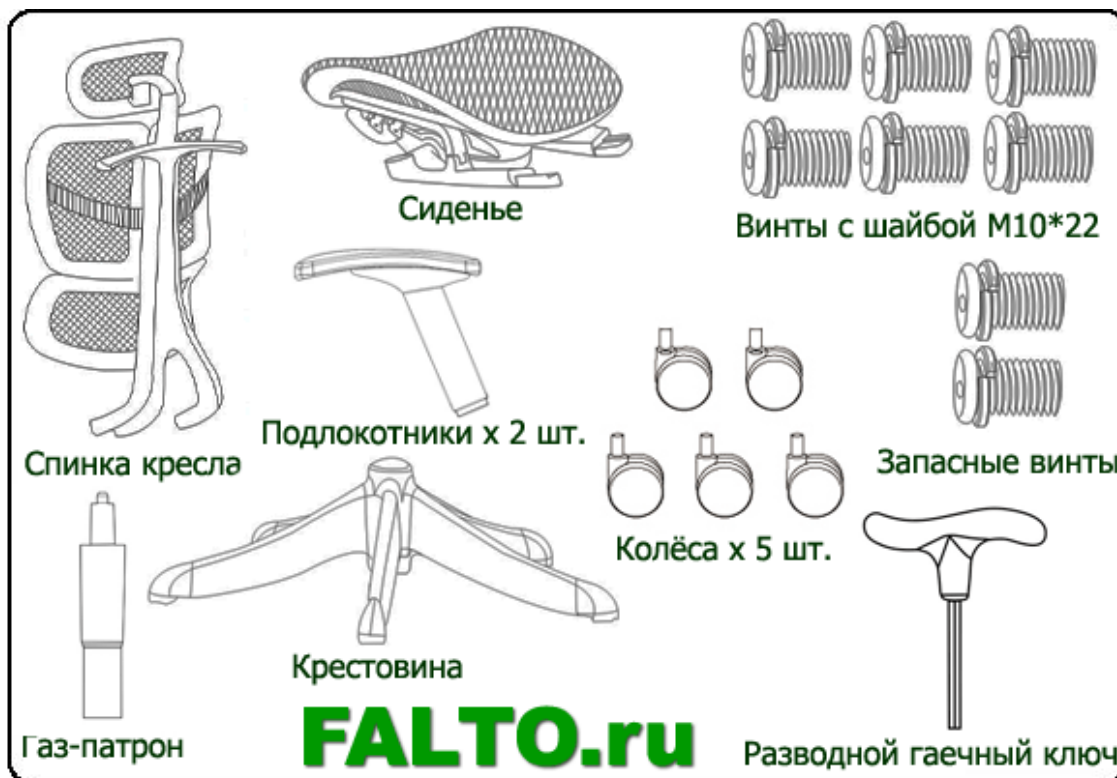 Сиденье
Винты с шайбой М10*22
Подлокотники х 2 шт.
Спинка кресла
Запасные винты
Колёса х 5 шт.
Крестовина
Газ-патрон
FALTO.ru
Разводной гаечный ключ